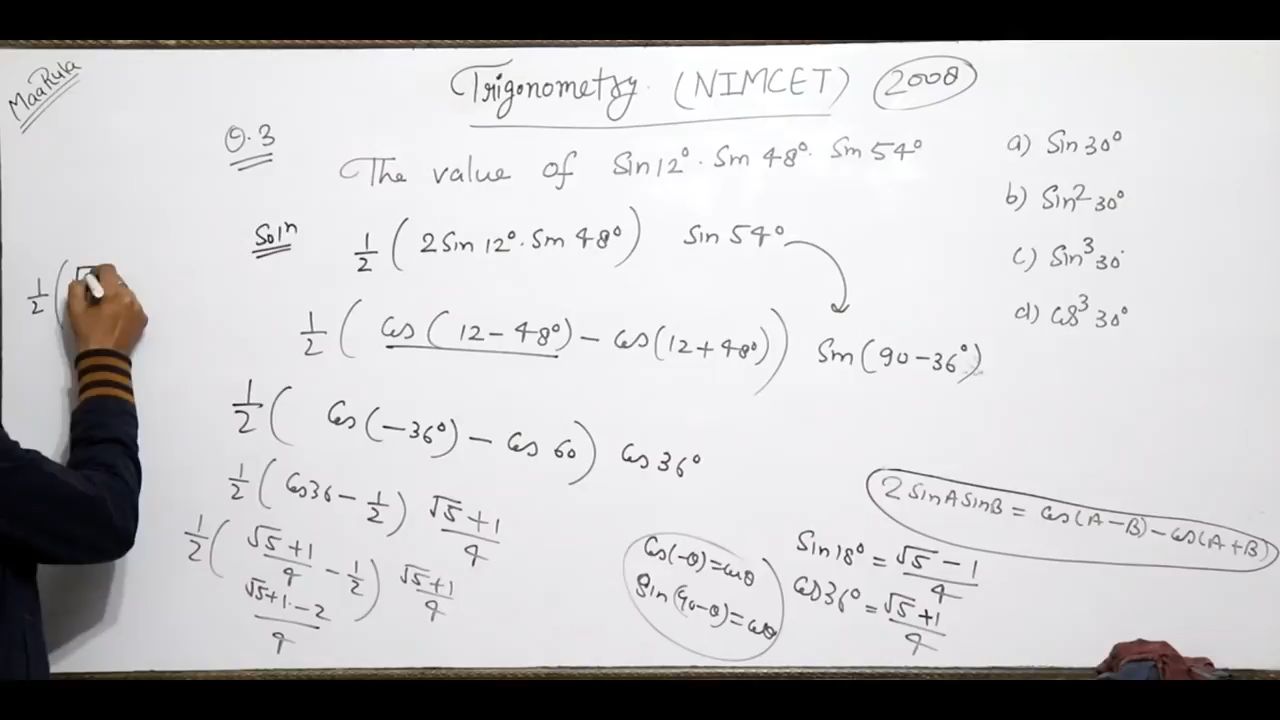 MaaRula
Trigonometry. (NIMCET) 2008
Q.3
The value of Sin12°. Sin 48°. Sin 54°
a) Sin 30°
b) Sin² 30°
c) Sin³ 30°
d) Cos³ 30°
Solⁿ
1/2 ( 2 Sin 12°. Sin 48° ) Sin 54°
1/2 ( Cos( 12 - 48°) - Cos(12 + 48°) ) Sin(90 - 36°)
1/2 ( Cos(-36°) - Cos 60 ) Cos 36°
1/2 ( Cos36 - 1/2 ) √5+1/4
1/2 ( √5+1/4 - 1/2 ) √5+1/4
√5+1-2/4
1/2 (
2 SinA SinB = Cos(A-B) - Cos(A+B)
Cos(-θ) = cosθ
Sin(90-θ) = cosθ
Sin18° = √5-1/4
Cos36° = √5+1/4